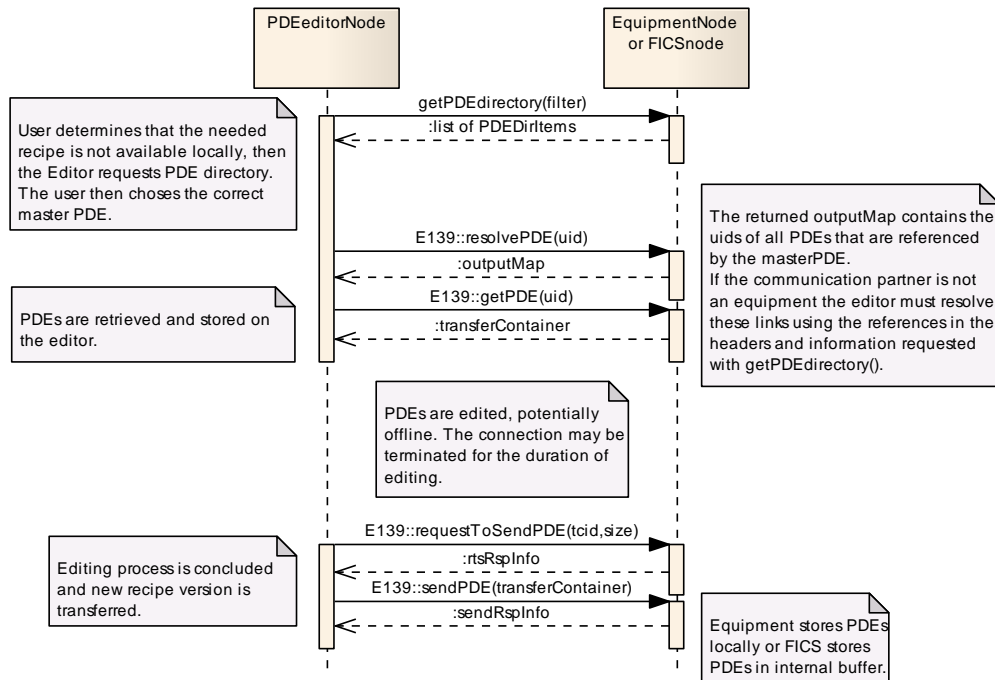 PDEeditorNode
EquipmentNode
or FICSnode
getPDEdirectory(filter)
:list of PDEDirItems
User determines that the needed
recipe is not available locally, then
the Editor requests PDE directory.
The user then choses the correct
master PDE.
E139::resolvePDE(uid)
:outputMap
E139::getPDE(uid)
:transferContainer
The returned outputMap contains the
uids of all PDEs that are referenced
by the masterPDE.
If the communication partner is not
an equipment the editor must resolve
these links using the references in the
headers and information requested
with getPDEdirectory().
PDEs are retrieved and stored on
the editor.
PDEs are edited, potentially
offline. The connection may be
terminated for the duration of
editing.
E139::requestToSendPDE(tcid,size)
:rtsRspInfo
E139::sendPDE(transferContainer)
:sendRspInfo
Editing process is concluded
and new recipe version is
transferred.
Equipment stores PDEs
locally or FICS stores
PDEs in internal buffer.